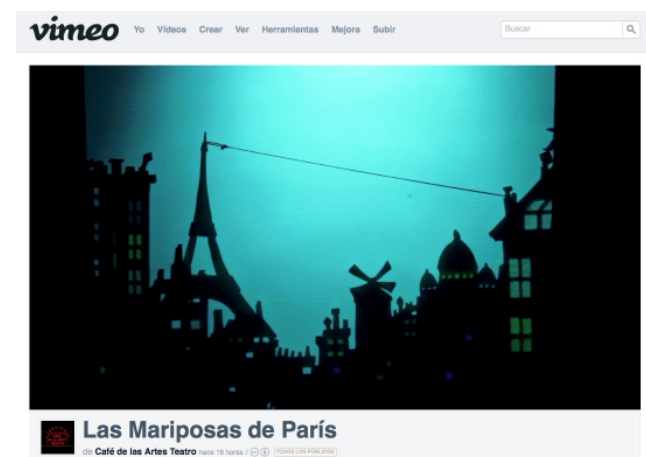 vimeo Yo Vídeos Crear Ver Herramientas Mejora Subir Buscar
Las Mariposas de París
de Café de las Artes Teatro hace 18 horas / TODOS LOS PÚBLICOS